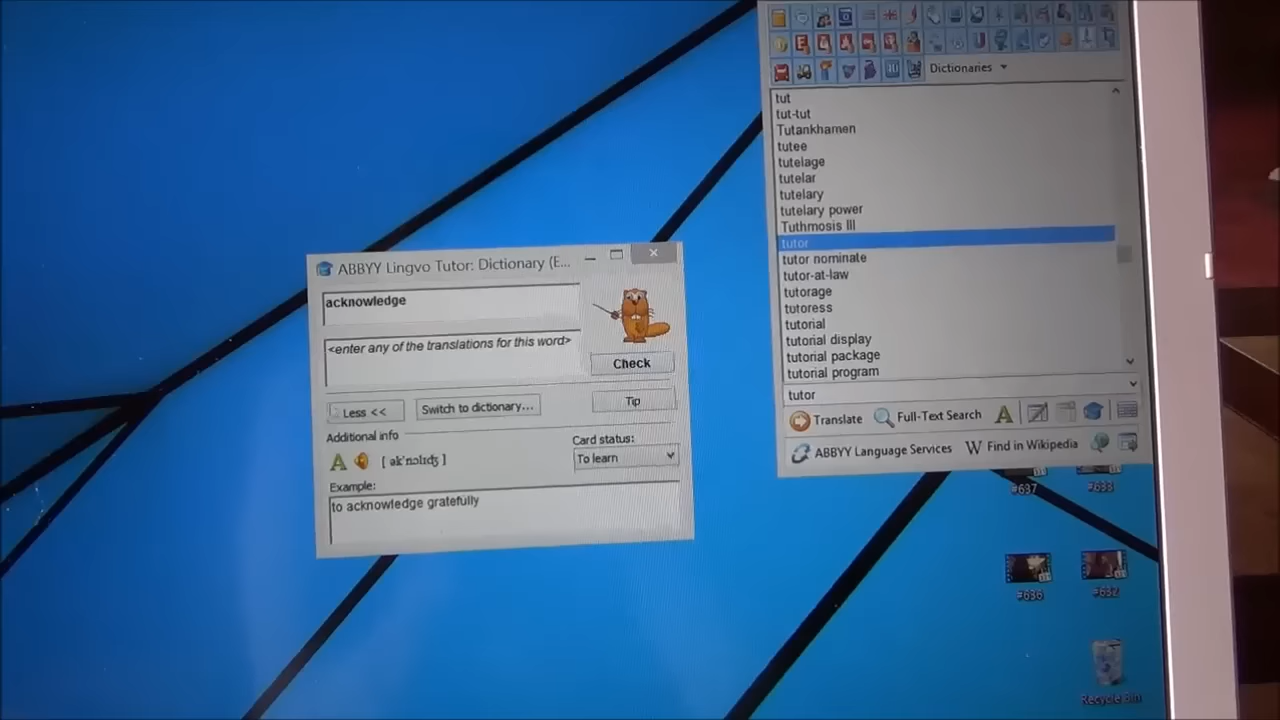 Dictionaries
tut
tut-tut
Tutankhamen
tutee
tutelage
tutelar
tutelary
tutelary power
Tuthmosis III
tutor
tutor nominate
tutor-at-law
tutorage
tutoress
tutorial
tutorial display
tutorial package
tutorial program
tutor
Translate
Full-Text Search
ABBYY Language Services
W Find in Wikipedia
ABBYY Lingvo Tutor: Dictionary (E...
acknowledge
<enter any of the translations for this word>
Check
Less <<
Switch to dictionary...
Tip
Additional info
Card status:
[ əkˈnɒlɪʤ ]
To learn
Example:
to acknowledge gratefully
#637
#633
#636
#632
Recycle Bin